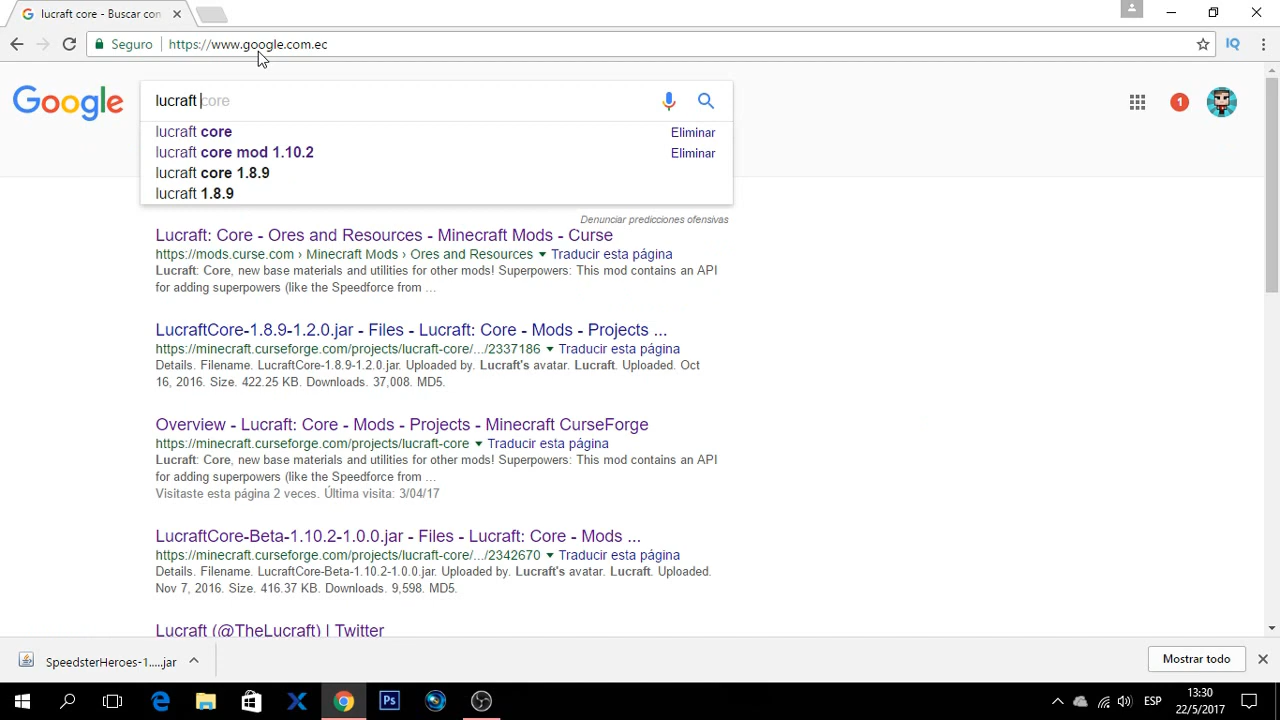 lucraft core - Buscar con
Seguro https://www.google.com.ec
IQ
Google
lucraft core
1
lucraft core Eliminar
lucraft core mod 1.10.2 Eliminar
lucraft core 1.8.9
lucraft 1.8.9
Denunciar predicciones ofensivas
Lucraft: Core - Ores and Resources - Minecraft Mods - Curse
https://mods.curse.com › Minecraft Mods › Ores and Resources Traducir esta página
Lucraft: Core, new base materials and utilities for other mods! Superpowers: This mod contains an API
for adding superpowers (like the Speedforce from ...
LucraftCore-1.8.9-1.2.0.jar - Files - Lucraft: Core - Mods - Projects ...
https://minecraft.curseforge.com/projects/lucraft-core/.../2337186 Traducir esta página
Details. Filename. LucraftCore-1.8.9-1.2.0.jar. Uploaded by. Lucraft's avatar. Lucraft. Uploaded. Oct
16, 2016. Size. 422.25 KB. Downloads. 37,008. MD5.
Overview - Lucraft: Core - Mods - Projects - Minecraft CurseForge
https://minecraft.curseforge.com/projects/lucraft-core Traducir esta página
Lucraft: Core, new base materials and utilities for other mods! Superpowers: This mod contains an API
for adding superpowers (like the Speedforce from ...
Visitaste esta página 2 veces. Última visita: 3/04/17
LucraftCore-Beta-1.10.2-1.0.0.jar - Files - Lucraft: Core - Mods ...
https://minecraft.curseforge.com/projects/lucraft-core/.../2342670 Traducir esta página
Details. Filename. LucraftCore-Beta-1.10.2-1.0.0.jar. Uploaded by. Lucraft's avatar. Lucraft. Uploaded.
Nov 7, 2016. Size. 416.37 KB. Downloads. 9,598. MD5.
Lucraft (@TheLucraft) | Twitter
SpeedsterHeroes-1.....jar
Mostrar todo
Ps
ESP
13:30
22/5/2017